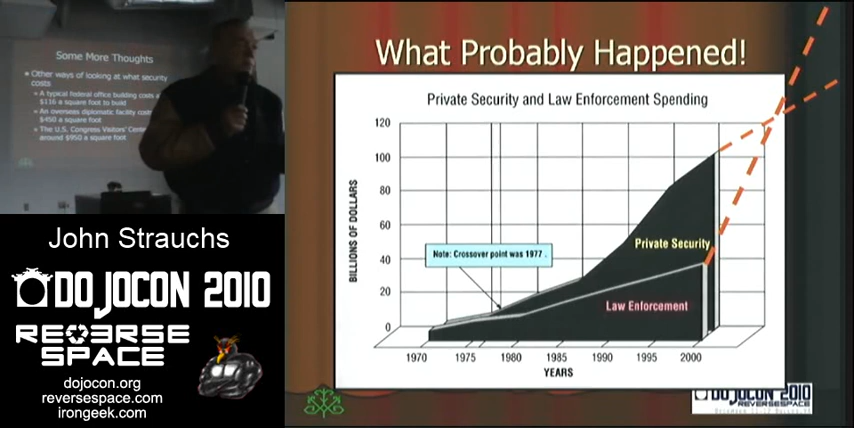 Some More Thoughts
Other ways of looking at what security
costs
A typical federal office building costs
$116 a square foot to build
An overseas diplomatic facility
$450 a square foot
The U.S. Congress Visitors'
around $950 a square foot
John Strauchs
DOJOCON 2010
REVERSE
SPACE
dojocon.org
reversespace.com
irongeek.com
What Probably Happened!
Private Security and Law Enforcement Spending
BILLIONS OF DOLLARS
120
100
80
60
40
20
0
Note: Crossover point was 1977 .
Private Security
Law Enforcement
1970 1975 1980 1985 1990 1995 2000
YEARS
DOJOCON 2010
REVERSESPACE